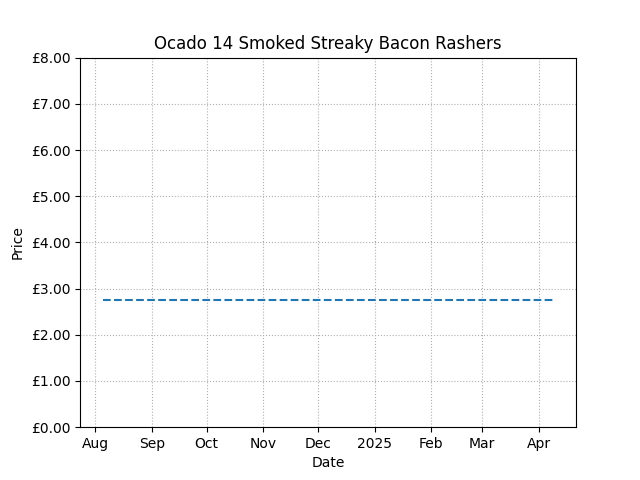 Ocado 14 Smoked Streaky Bacon Rashers
£8.00
£7.00
£6.00
£5.00
£4.00
£3.00
£2.00
£1.00
£0.00
Price
Aug Sep Oct Nov Dec 2025 Feb Mar Apr
Date